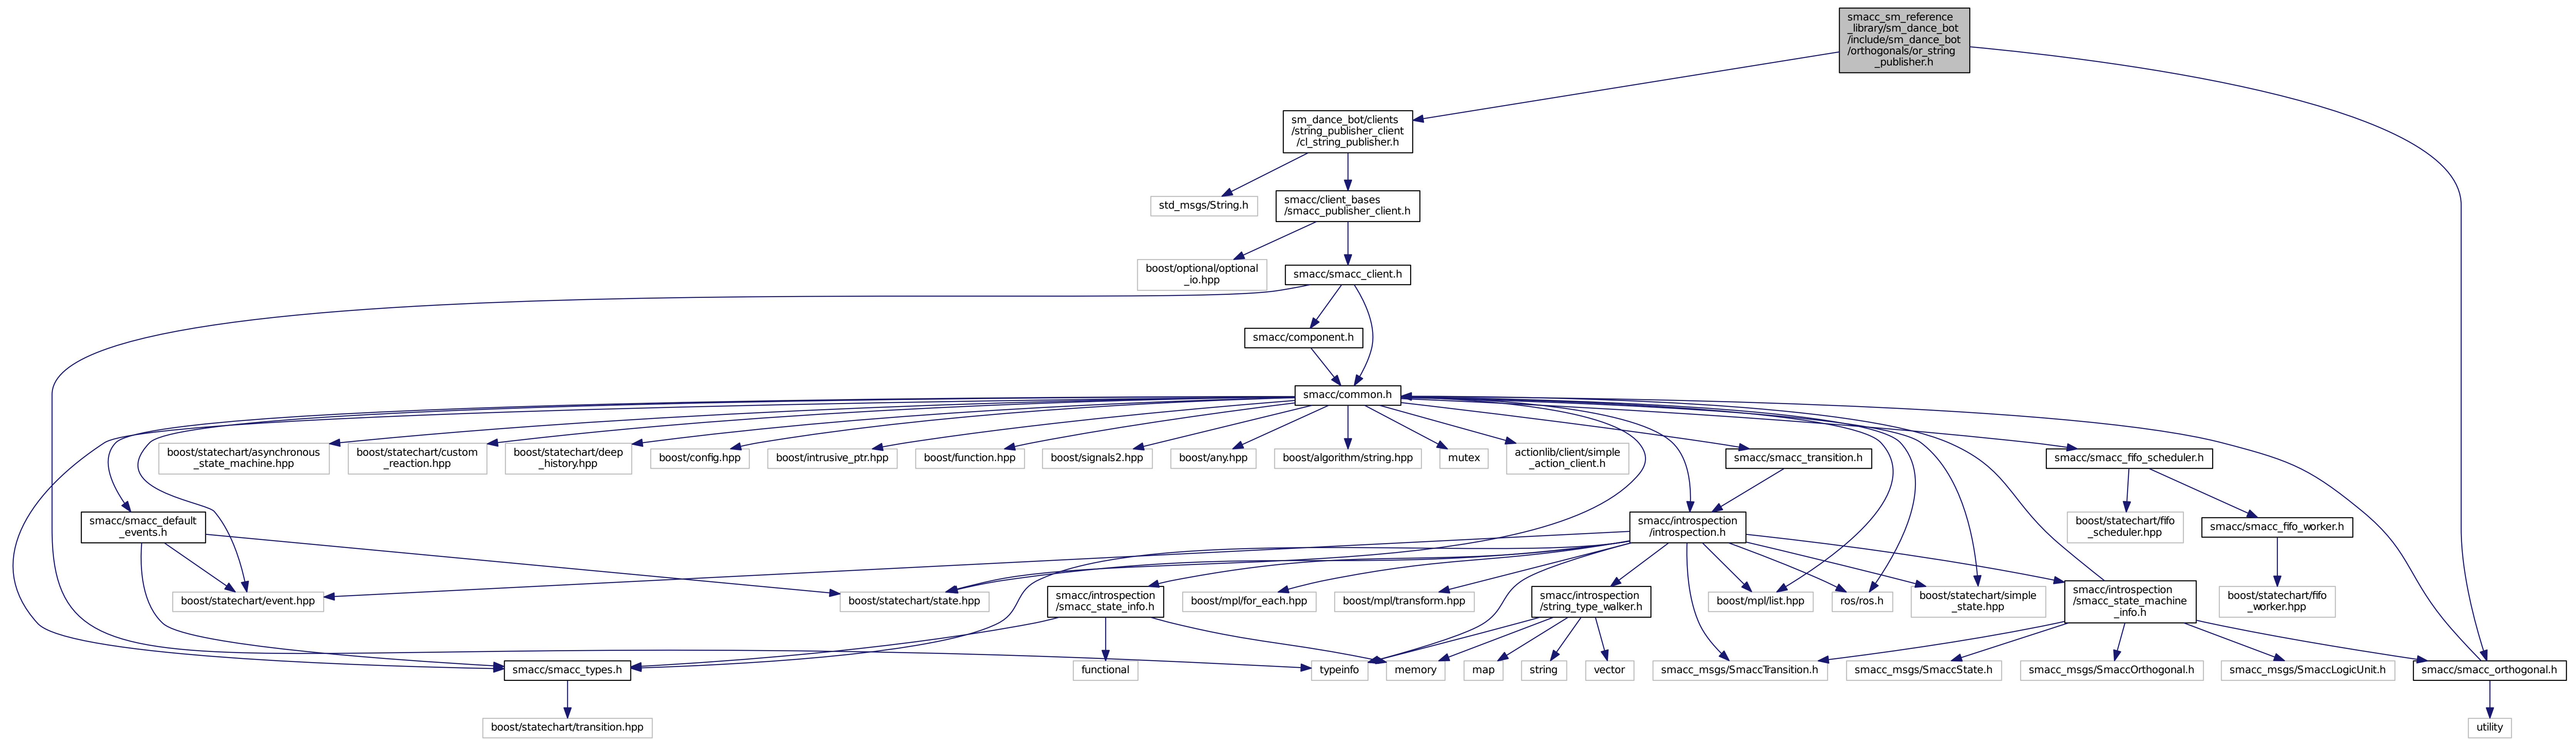 smacc_sm_reference
_library/sm_dance_bot
/include/sm_dance_bot
/orthogonals/or_string
_publisher.h
sm_dance_bot/clients
/string_publisher_client
/cl_string_publisher.h
std_msgs/String.h
smacc/client_bases
/smacc_publisher_client.h
boost/optional/optional
_io.hpp
smacc/smacc_client.h
smacc/component.h
smacc/common.h
boost/statechart/asynchronous
_state_machine.hpp
boost/statechart/custom
_reaction.hpp
boost/statechart/deep
_history.hpp
boost/config.hpp
boost/intrusive_ptr.hpp
boost/function.hpp
boost/signals2.hpp
boost/any.hpp
boost/algorithm/string.hpp
mutex
actionlib/client/simple
_action_client.h
smacc/smacc_transition.h
smacc/smacc_fifo_scheduler.h
smacc/smacc_default
_events.h
smacc/introspection
/introspection.h
boost/statechart/fifo
_scheduler.hpp
smacc/smacc_fifo_worker.h
boost/statechart/event.hpp
boost/statechart/state.hpp
smacc/introspection
/smacc_state_info.h
boost/mpl/for_each.hpp
boost/mpl/transform.hpp
smacc/introspection
/string_type_walker.h
boost/mpl/list.hpp
ros/ros.h
boost/statechart/simple
_state.hpp
smacc/introspection
/smacc_state_machine
_info.h
boost/statechart/fifo
_worker.hpp
smacc/smacc_types.h
functional
typeinfo
memory
map
string
vector
smacc_msgs/SmaccTransition.h
smacc_msgs/SmaccState.h
smacc_msgs/SmaccOrthogonal.h
smacc_msgs/SmaccLogicUnit.h
smacc/smacc_orthogonal.h
boost/statechart/transition.hpp
utility